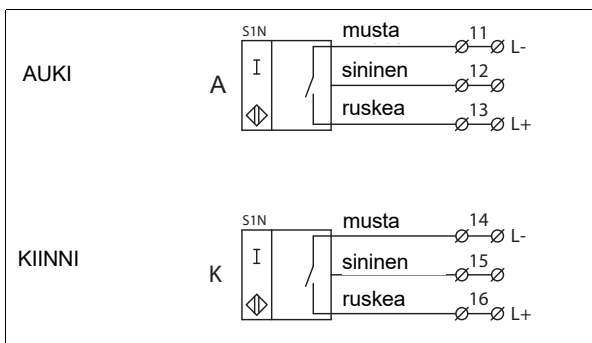 S1N
musta 11 L-
AUKI A I sininen 12
ruskea 13 L+
S1N
musta 14 L-
KIINNI K I sininen 15
ruskea 16 L+